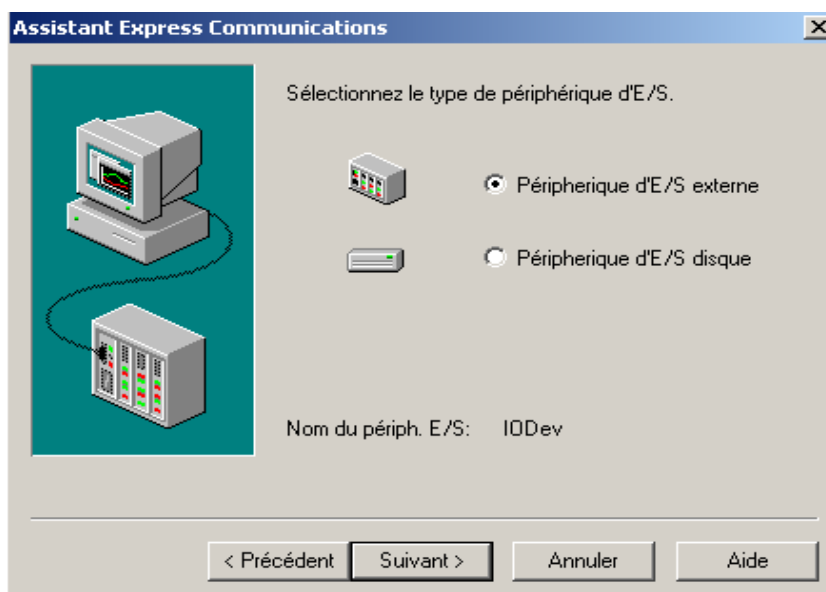 Assistant Express Communications
Sélectionnez le type de périphérique d'E/S.
Péripherique d'E/S externe
Péripherique d'E/S disque
Nom du périph. E/S: IODev
< Précédent Suivant > Annuler Aide